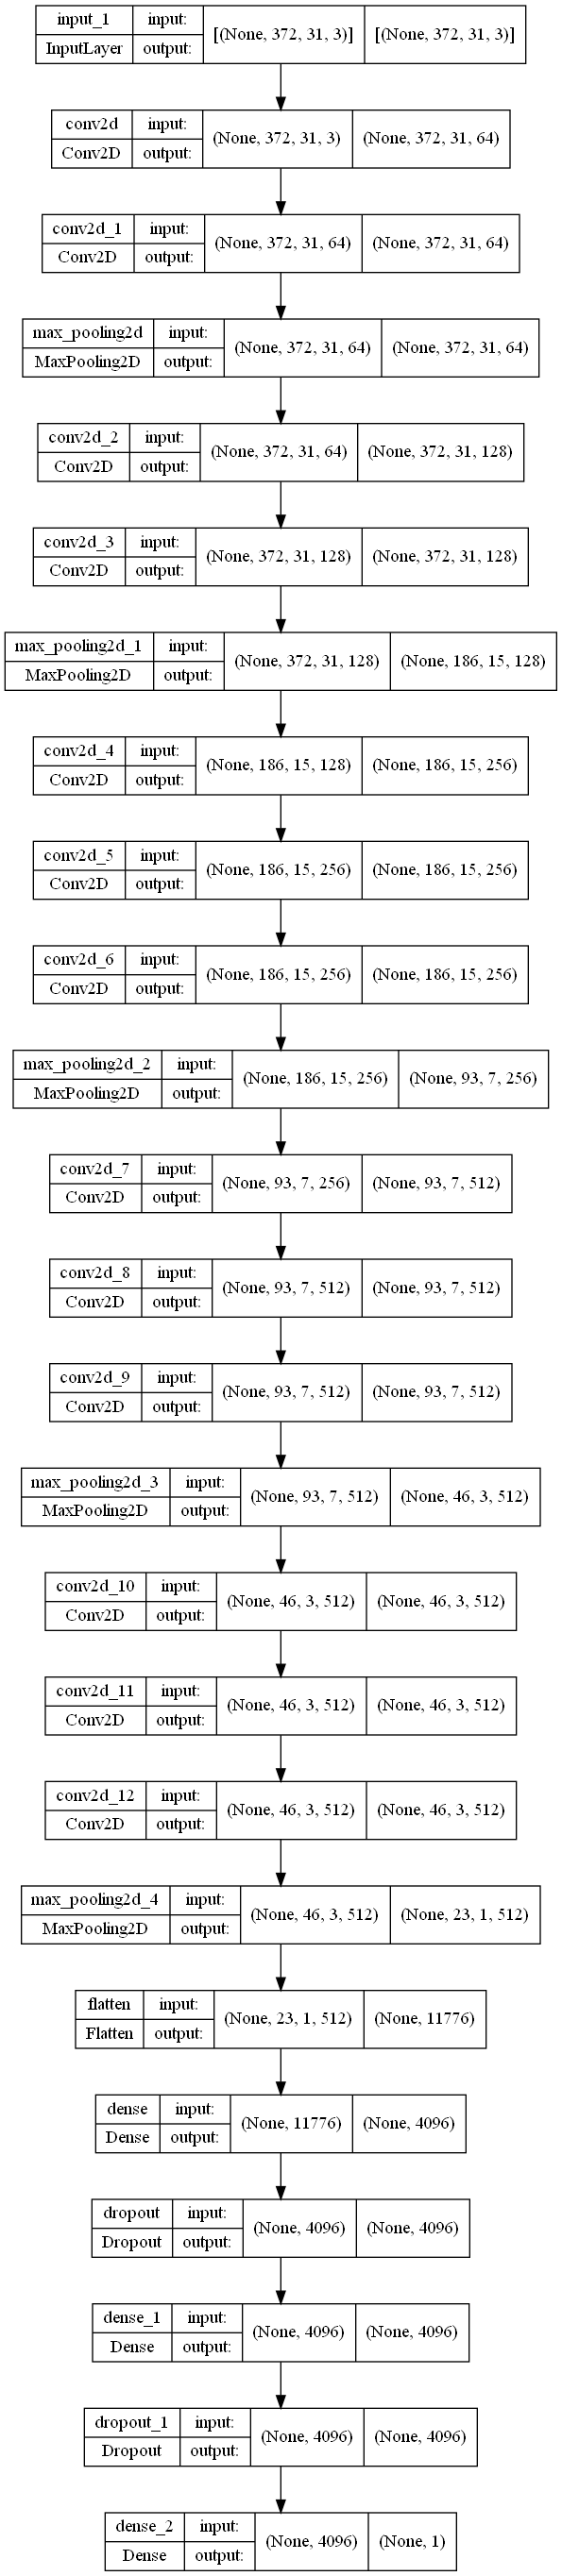 input_1 input: [(None, 372, 31, 3)] [(None, 372, 31, 3)]
InputLayer output:
conv2d input: (None, 372, 31, 3) (None, 372, 31, 64)
Conv2D output:
conv2d_1 input: (None, 372, 31, 64) (None, 372, 31, 64)
Conv2D output:
max_pooling2d input: (None, 372, 31, 64) (None, 372, 31, 64)
MaxPooling2D output:
conv2d_2 input: (None, 372, 31, 64) (None, 372, 31, 128)
Conv2D output:
conv2d_3 input: (None, 372, 31, 128) (None, 372, 31, 128)
Conv2D output:
max_pooling2d_1 input: (None, 372, 31, 128) (None, 186, 15, 128)
MaxPooling2D output:
conv2d_4 input: (None, 186, 15, 128) (None, 186, 15, 256)
Conv2D output:
conv2d_5 input: (None, 186, 15, 256) (None, 186, 15, 256)
Conv2D output:
conv2d_6 input: (None, 186, 15, 256) (None, 186, 15, 256)
Conv2D output:
max_pooling2d_2 input: (None, 186, 15, 256) (None, 93, 7, 256)
MaxPooling2D output:
conv2d_7 input: (None, 93, 7, 256) (None, 93, 7, 512)
Conv2D output:
conv2d_8 input: (None, 93, 7, 512) (None, 93, 7, 512)
Conv2D output:
conv2d_9 input: (None, 93, 7, 512) (None, 93, 7, 512)
Conv2D output:
max_pooling2d_3 input: (None, 93, 7, 512) (None, 46, 3, 512)
MaxPooling2D output:
conv2d_10 input: (None, 46, 3, 512) (None, 46, 3, 512)
Conv2D output:
conv2d_11 input: (None, 46, 3, 512) (None, 46, 3, 512)
Conv2D output:
conv2d_12 input: (None, 46, 3, 512) (None, 46, 3, 512)
Conv2D output:
max_pooling2d_4 input: (None, 46, 3, 512) (None, 23, 1, 512)
MaxPooling2D output:
flatten input: (None, 23, 1, 512) (None, 11776)
Flatten output:
dense input: (None, 11776) (None, 4096)
Dense output:
dropout input: (None, 4096) (None, 4096)
Dropout output:
dense_1 input: (None, 4096) (None, 4096)
Dense output:
dropout_1 input: (None, 4096) (None, 4096)
Dropout output:
dense_2 input: (None, 4096) (None, 1)
Dense output: